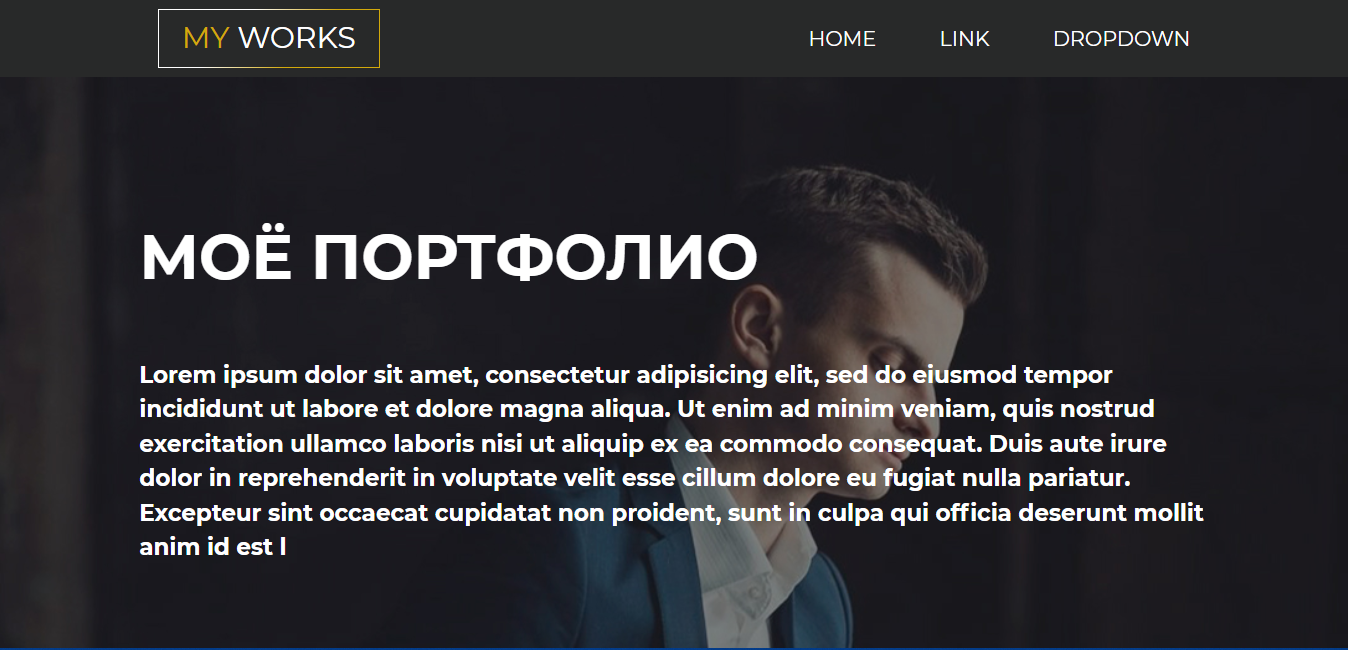 MY WORKS
HOME LINK DROPDOWN
МОЁ ПОРТФОЛИО
Lorem ipsum dolor sit amet, consectetur adipisicing elit, sed do eiusmod tempor
incididunt ut labore et dolore magna aliqua. Ut enim ad minim veniam, quis nostrud
exercitation ullamco laboris nisi ut aliquip ex ea commodo consequat. Duis aute irure
dolor in reprehenderit in voluptate velit esse cillum dolore eu fugiat nulla pariatur.
Excepteur sint occaecat cupidatat non proident, sunt in culpa qui officia deserunt mollit
anim id est l